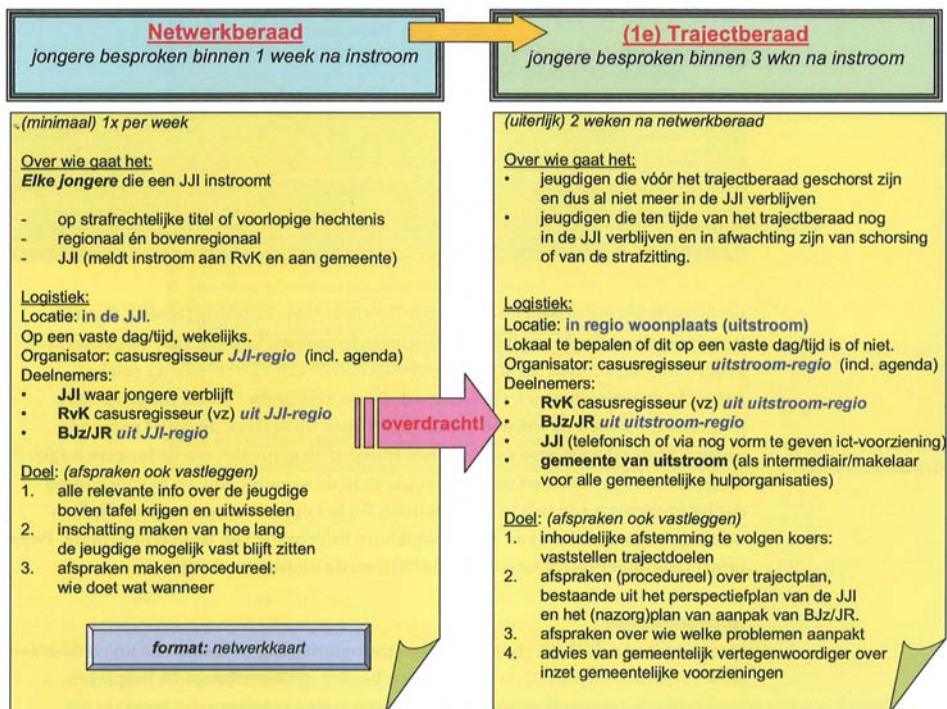 Netwerkberaad
jongere besproken binnen 1 week na instroom
(minimaal) 1x per week
Over wie gaat het:
Elke jongere die een JJI instroomt
- op strafrechtelijke titel of voorlopige hechtenis
- regionaal én bovenregionaal
- JJI (meldt instroom aan RvK en aan gemeente)
Logistiek:
Locatie: in de JJI.
Op een vaste dag/tijd, wekelijks.
Organisator: casusregisseur JJI-regio (incl. agenda)
Deelnemers:
• JJI waar jongere verblijft
• RvK casusregisseur (vz) uit JJI-regio
• BJz/JR uit JJI-regio
Doel: (afspraken ook vastleggen)
1. alle relevante info over de jeugdige
boven tafel krijgen en uitwisselen
2. inschatting maken van hoe lang
de jeugdige mogelijk vast blijft zitten
3. afspraken maken procedureel:
wie doet wat wanneer
format: netwerkkaart
overdracht!
(1e) Trajectberaad
jongere besproken binnen 3 wkn na instroom
(uiterlijk) 2 weken na netwerkberaad
Over wie gaat het:
• jeugdigen die vóór het trajectberaad geschorst zijn
en dus al niet meer in de JJI verblijven
• jeugdigen die ten tijde van het trajectberaad nog
in de JJI verblijven en in afwachting zijn van schorsing
of van de strafzitting.
Logistiek:
Locatie: in regio woonplaats (uitstroom)
Lokaal te bepalen of dit op een vaste dag/tijd is of niet.
Organisator: casusregisseur uitstroom-regio (incl. agenda)
Deelnemers:
• RvK casusregisseur (vz) uit uitstroom-regio
• BJz/JR uit uitstroom-regio
• JJI (telefonisch of via nog vorm te geven ict-voorziening)
• gemeente van uitstroom (als intermediair/makelaar
voor alle gemeentelijke hulporganisaties)
Doel: (afspraken ook vastleggen)
1. inhoudelijke afstemming te volgen koers:
vaststellen trajectdoelen
2. afspraken (procedureel) over trajectplan,
bestaande uit het perspectiefplan van de JJI
en het (nazorg)plan van aanpak van BJz/JR.
3. afspraken over wie welke problemen aanpakt
4. advies van gemeentelijk vertegenwoordiger over
inzet gemeentelijke voorzieningen